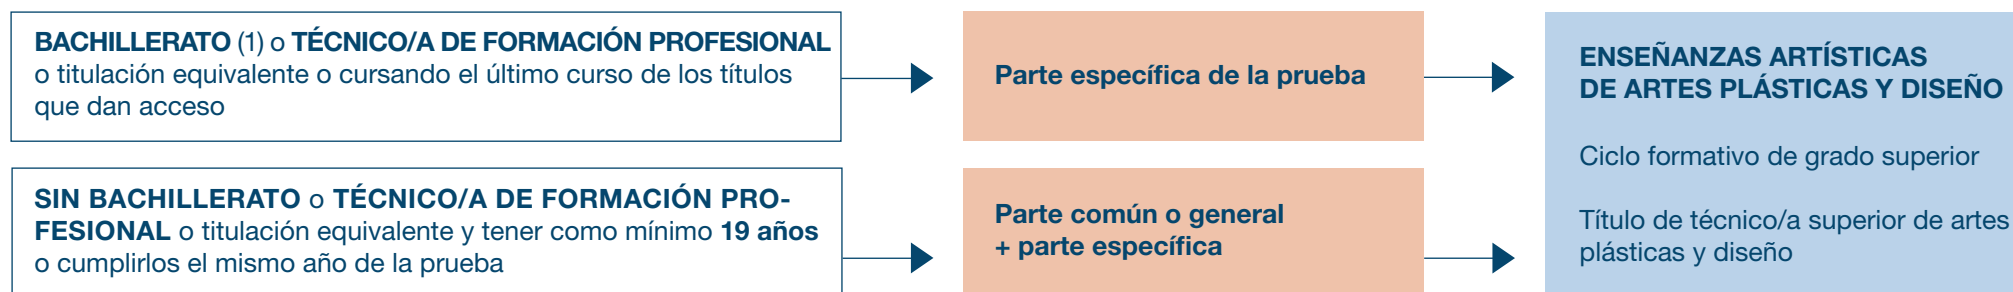 BACHILLERATO (1) o TÉCNICO/A DE FORMACIÓN PROFESIONAL
o titulación equivalente o cursando el último curso de los títulos
que dan acceso
Parte específica de la prueba
ENSEÑANZAS ARTÍSTICAS
DE ARTES PLÁSTICAS Y DISEÑO
Ciclo formativo de grado superior
Título de técnico/a superior de artes
plásticas y diseño
SIN BACHILLERATO o TÉCNICO/A DE FORMACIÓN PRO-
FESIONAL o titulación equivalente y tener como mínimo 19 años
o cumplirlos el mismo año de la prueba
Parte común o general
+ parte específica